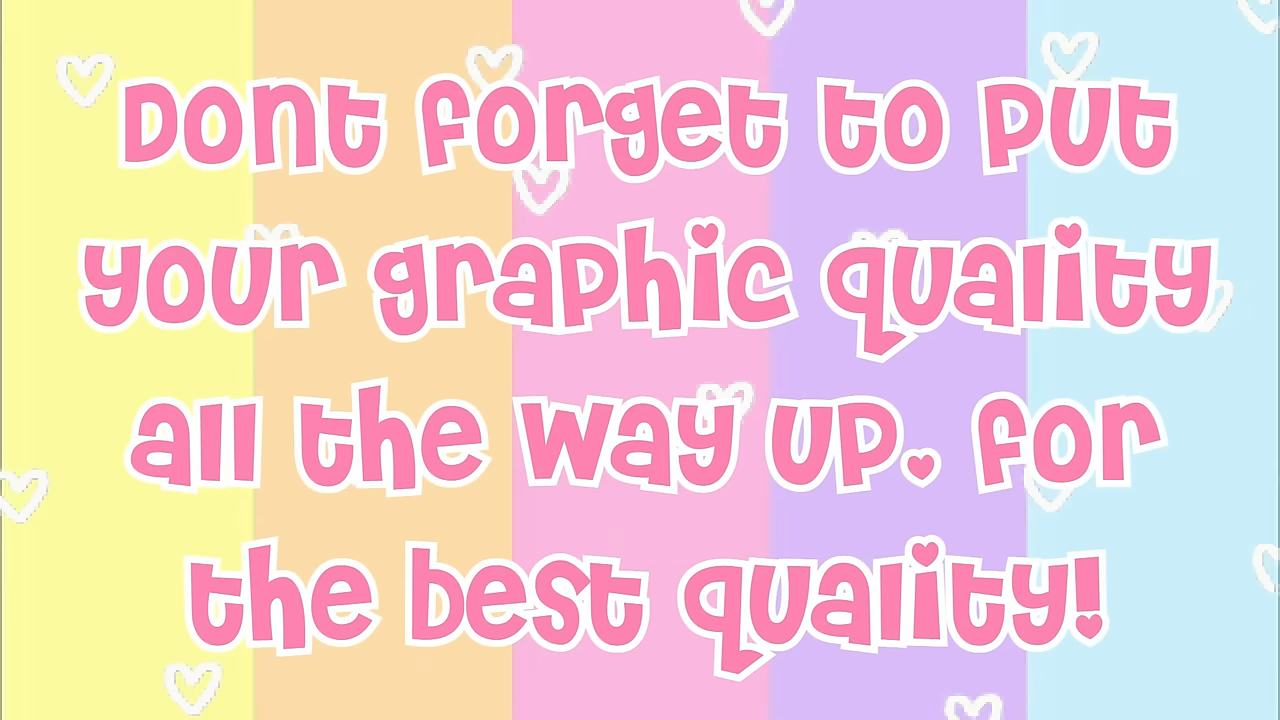 Dont forget to put
your graphic quality
all the way up. for
the best quality!